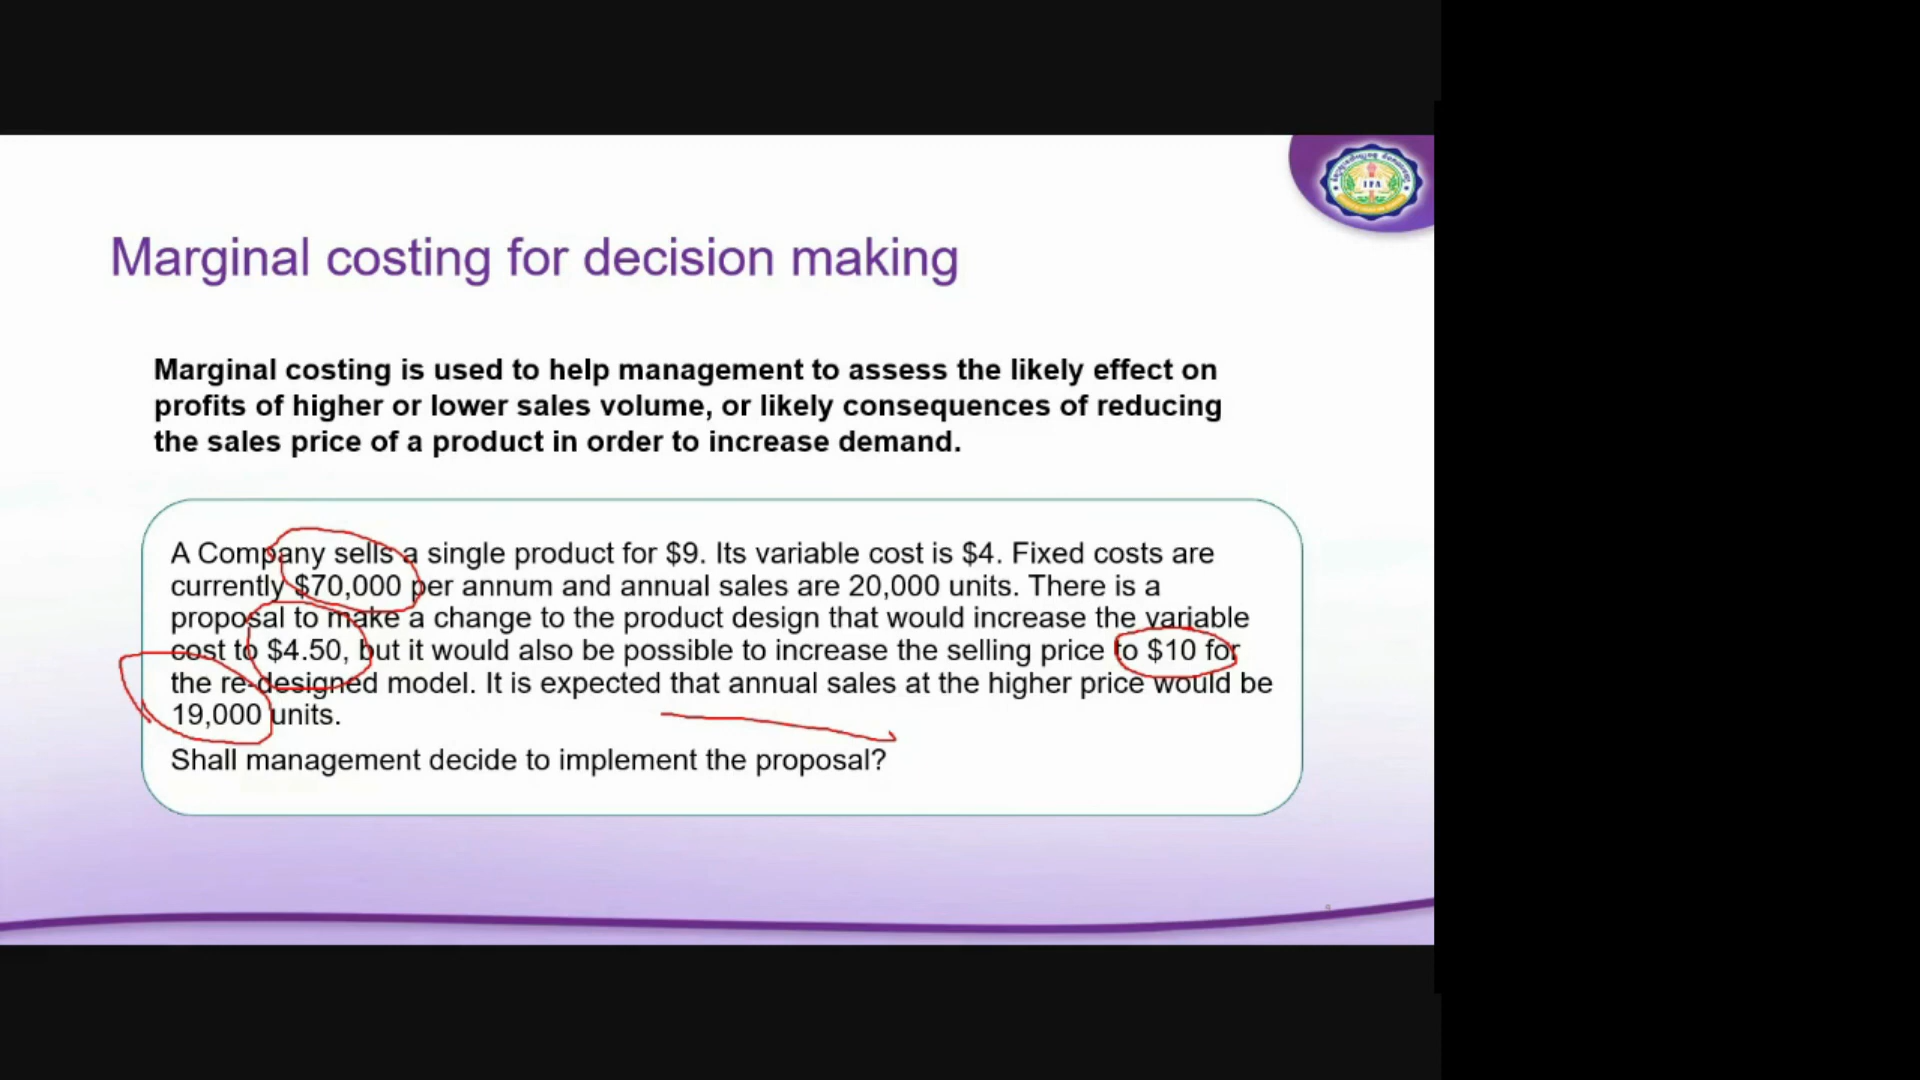 IPA
Marginal costing for decision making
Marginal costing is used to help management to assess the likely effect on
profits of higher or lower sales volume, or likely consequences of reducing
the sales price of a product in order to increase demand.
A Company sells a single product for $9. Its variable cost is $4. Fixed costs are
currently $70,000 per annum and annual sales are 20,000 units. There is a
proposal to make a change to the product design that would increase the variable
cost to $4.50, but it would also be possible to increase the selling price to $10 for
the re-designed model. It is expected that annual sales at the higher price would be
19,000 units.
Shall management decide to implement the proposal?